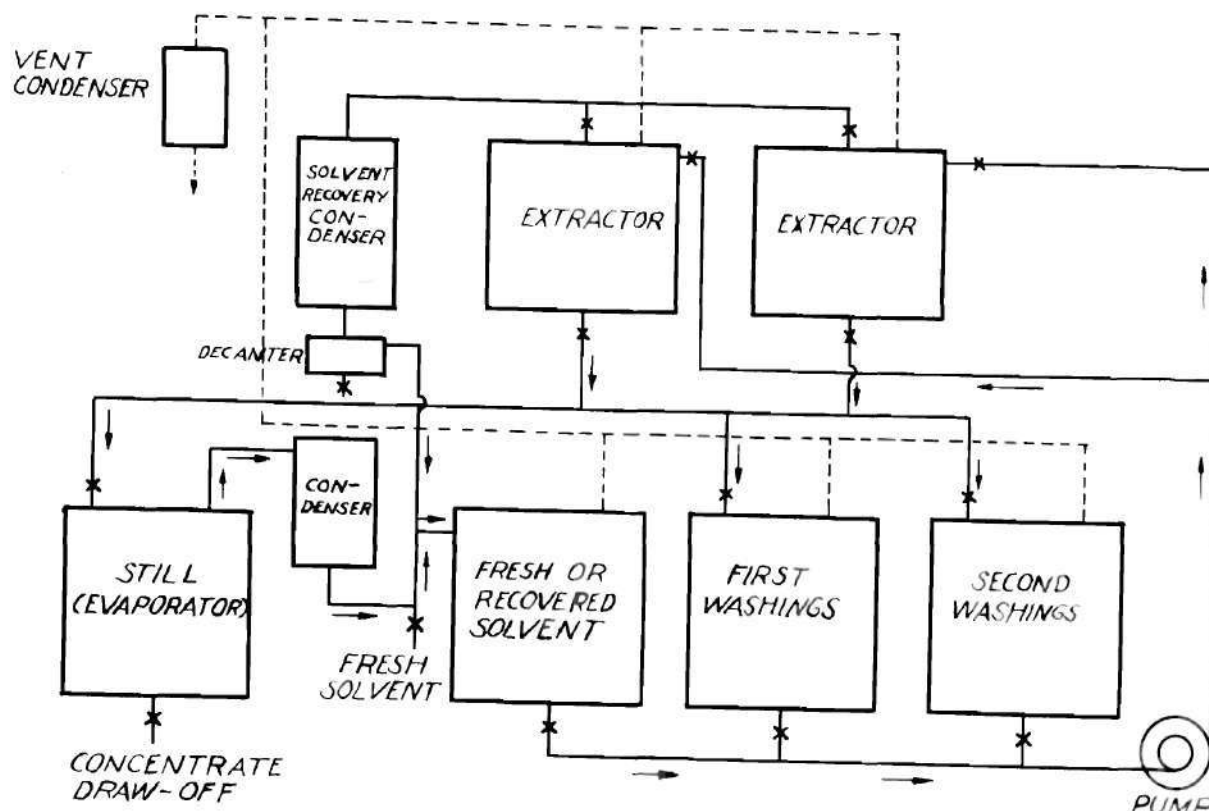 VENT
CONDENSER
SOLVENT
RECOVERY
CON-
DENSER
EXTRACTOR
EXTRACTOR
DECANTER
CON-
DENSER
STILL
(EVAPORATOR)
FRESH OR
RECOVERED
SOLVENT
FIRST
WASHINGS
SECOND
WASHINGS
FRESH
SOLVENT
CONCENTRATE
DRAW-OFF
PUMP